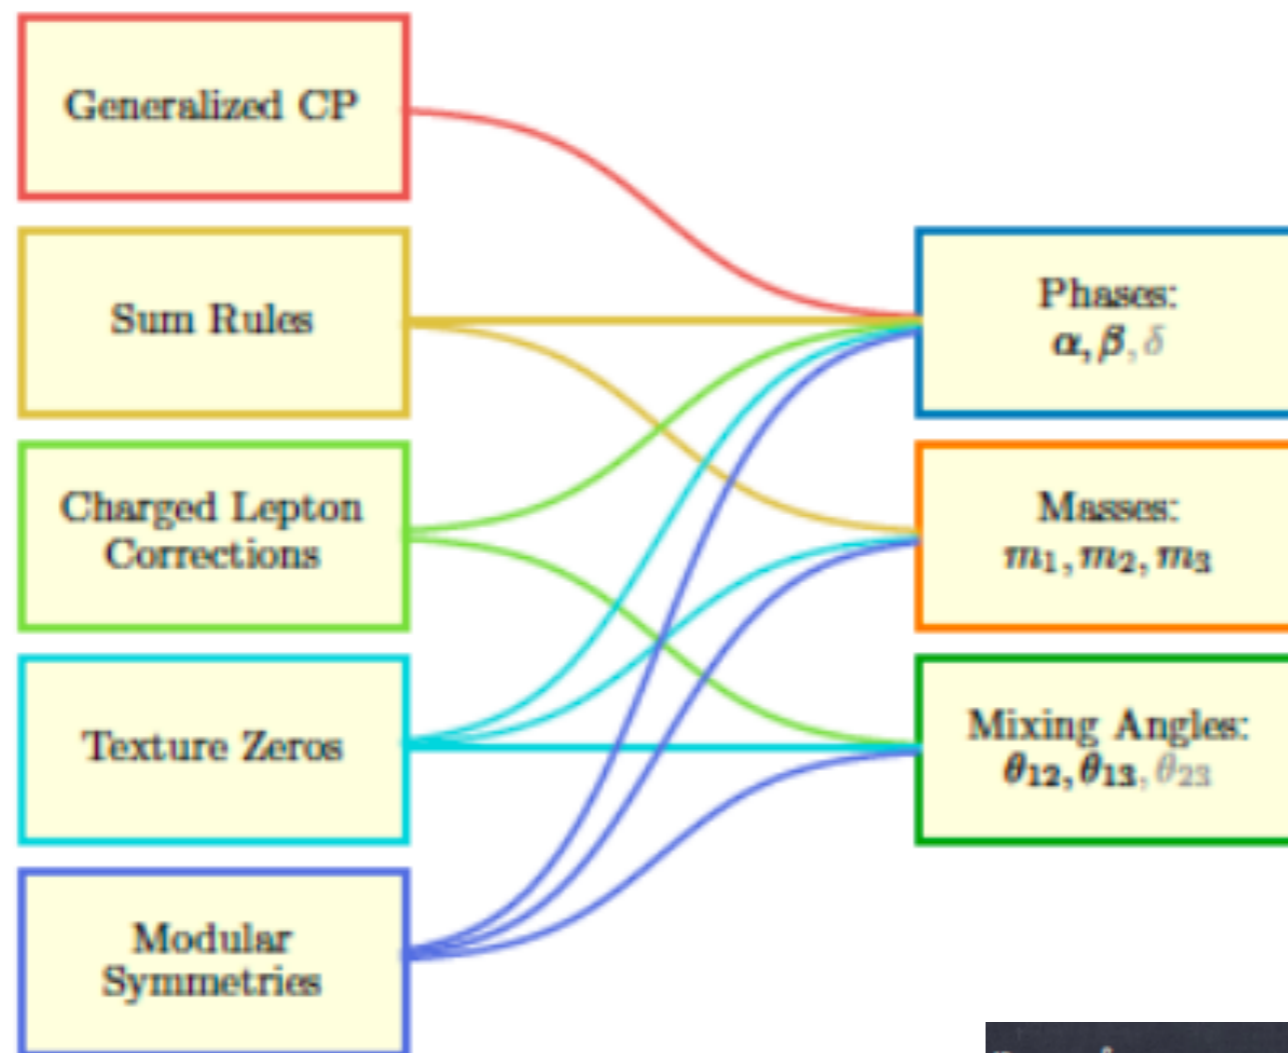 Generalized CP
Sum Rules
Charged Lepton
Corrections
Texture Zeros
Modular
Symmetries
Phases:
α, β, δ
Masses:
m₁, m₂, m₃
Mixing Angles:
θ₁₂, θ₁₃, θ₂₃